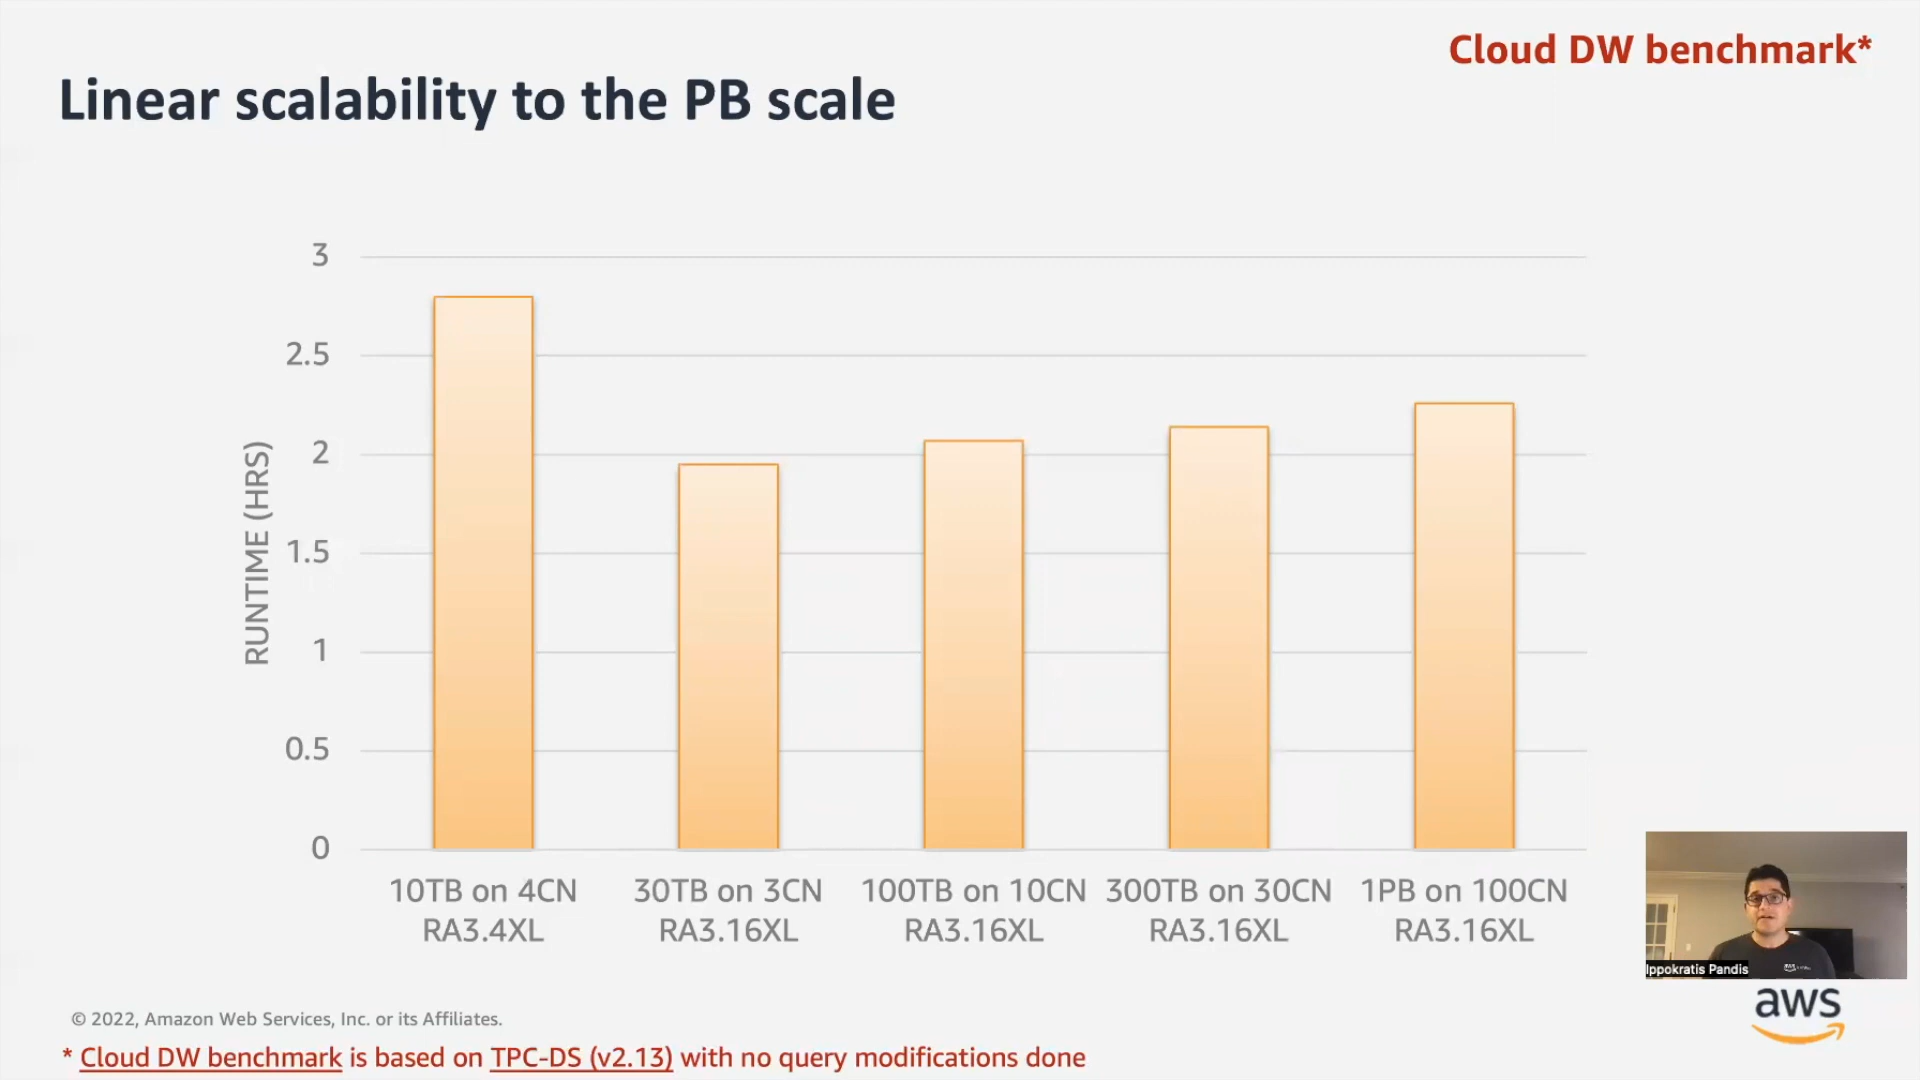 Cloud DW benchmark*
Linear scalability to the PB scale
3
2.5
2
1.5
1
0.5
0
RUNTIME (HRS)
10TB on 4CN
RA3.4XL
30TB on 3CN
RA3.16XL
100TB on 10CN
RA3.16XL
300TB on 30CN
RA3.16XL
1PB on 100CN
RA3.16XL
Ippokratis Pandis
aws
© 2022, Amazon Web Services, Inc. or its Affiliates.
* Cloud DW benchmark is based on TPC-DS (v2.13) with no query modifications done